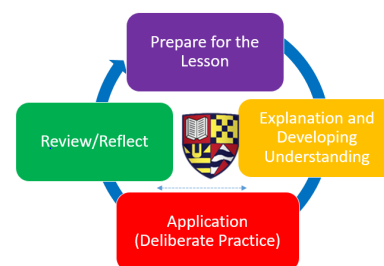 Prepare for the
Lesson
Explanation and
Developing
Understanding
Application
(Deliberate Practice)
Review/Reflect